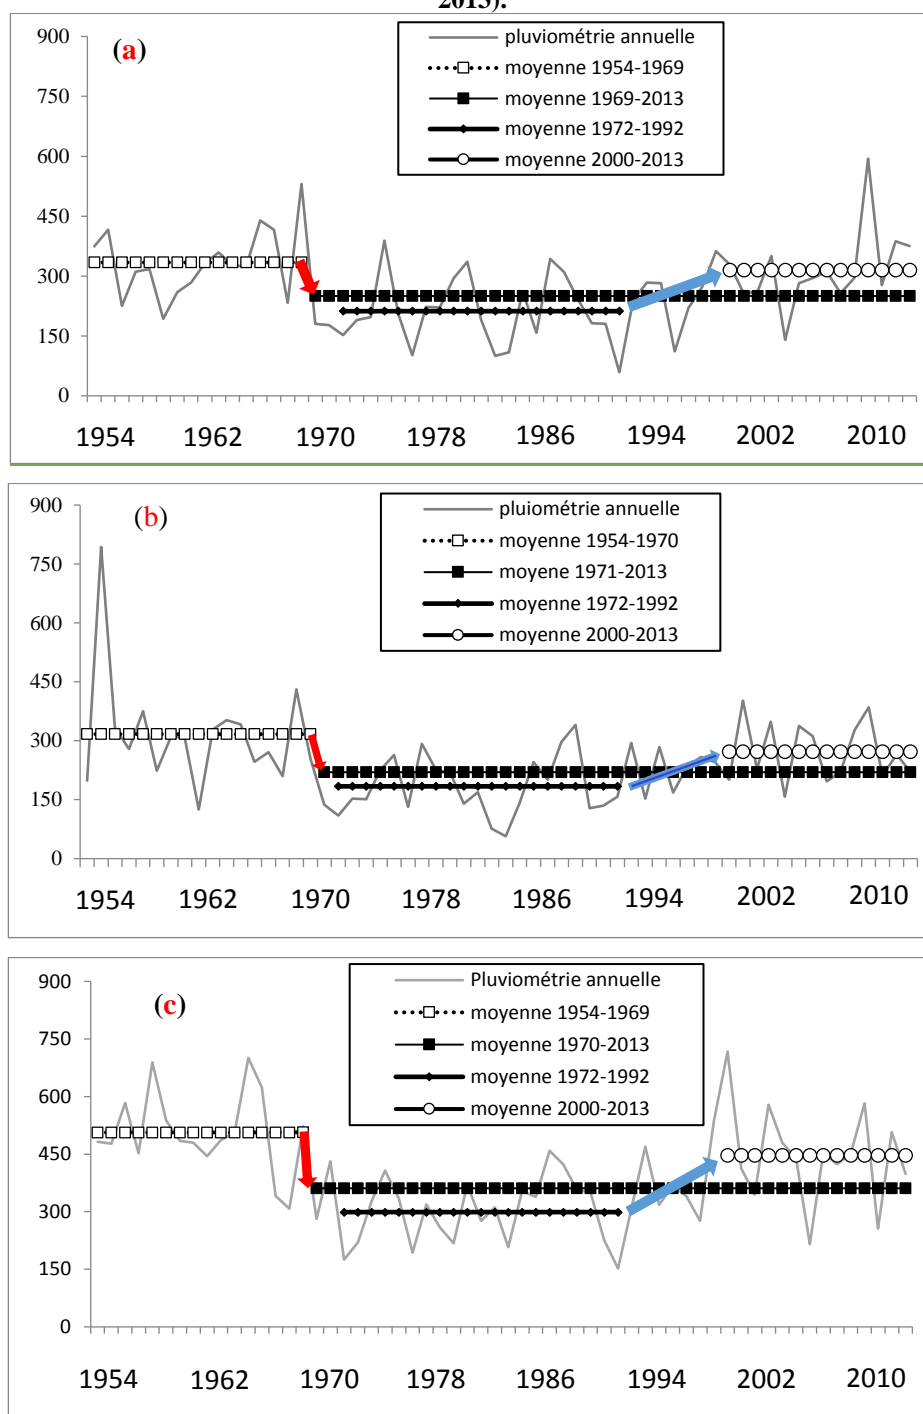 2013).
(a)
pluviométrie annuelle
moyenne 1954-1969
moyenne 1969-2013
moyenne 1972-1992
moyenne 2000-2013
900
750
600
450
300
150
0
1954 1962 1970 1978 1986 1994 2002 2010
(b)
pluiométrie annuelle
moyenne 1954-1970
moyene 1971-2013
moyenne 1972-1992
moyenne 2000-2013
900
750
600
450
300
150
0
1954 1962 1970 1978 1986 1994 2002 2010
(c)
Pluviométrie annuelle
moyenne 1954-1969
moyenne 1970-2013
moyenne 1972-1992
moyenne 2000-2013
900
750
600
450
300
150
0
1954 1962 1970 1978 1986 1994 2002 2010